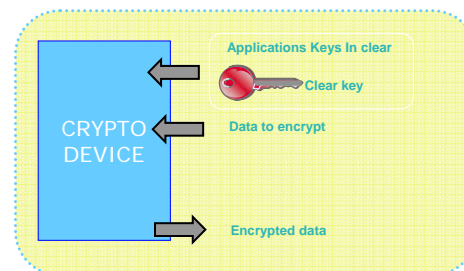 Applications Keys In clear
Clear key
CRYPTO
DEVICE
Data to encrypt
Encrypted data